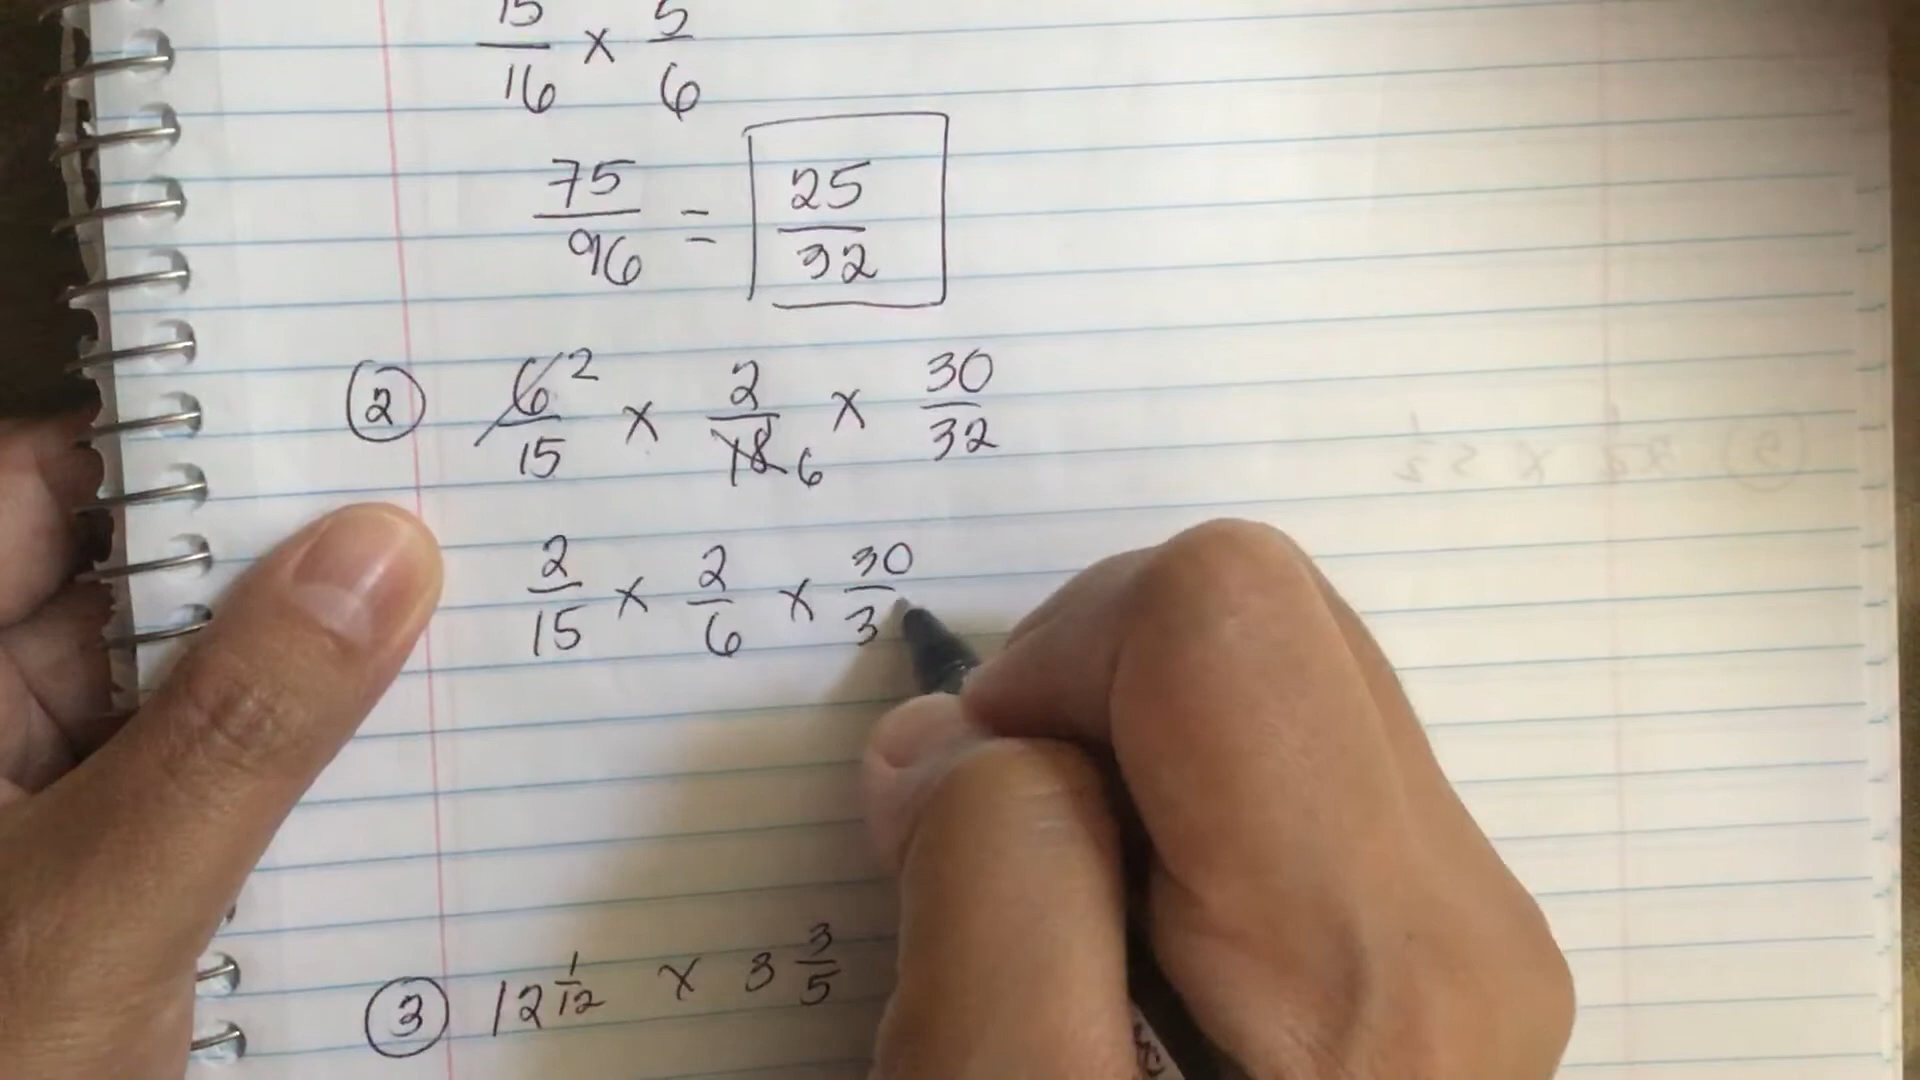 15/16 × 5/6
75/96 = 25/32
② 6 2/15 × 2/18 6 × 30/32
2/15 × 2/6 × 30/3
③ 12 1/12 × 3 3/5